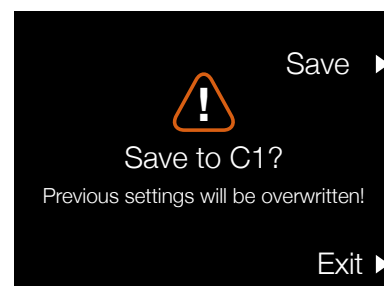 Save
!
Save to C1?
Previous settings will be overwritten!
Exit